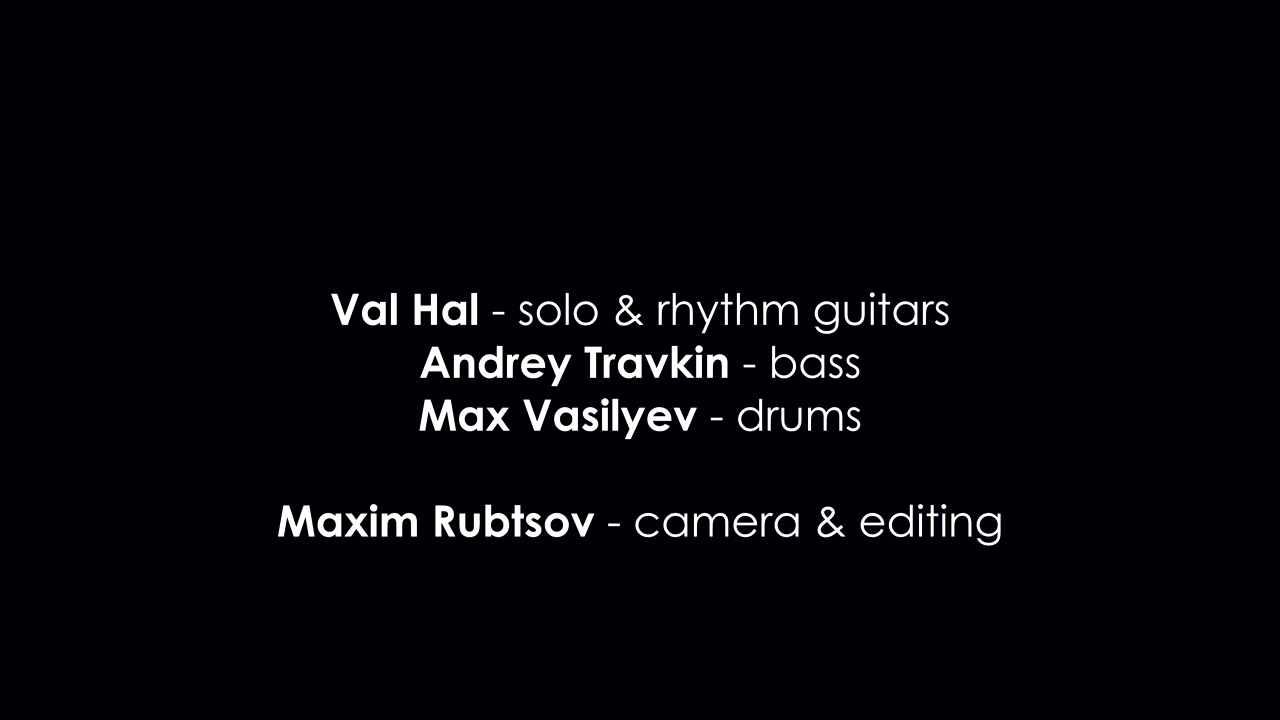 Val Hal - solo & rhythm guitars
Andrey Travkin - bass
Max Vasilyev - drums
Maxim Rubtsov - camera & editing